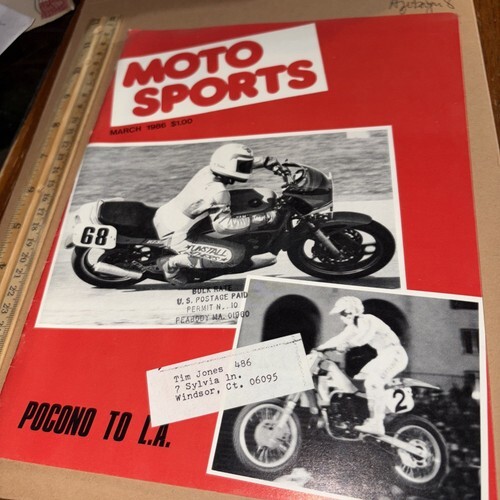 MOTO
SPORTS
MARCH 1986 $1.00
68
BULK RATE
U.S. POSTAGE PAID
PERMIT N.. 10
PEABODY MA. 01960
Tim Jones 486
7 Sylvia ln.
Windsor, Ct. 06095
2
POCONO TO L.A.